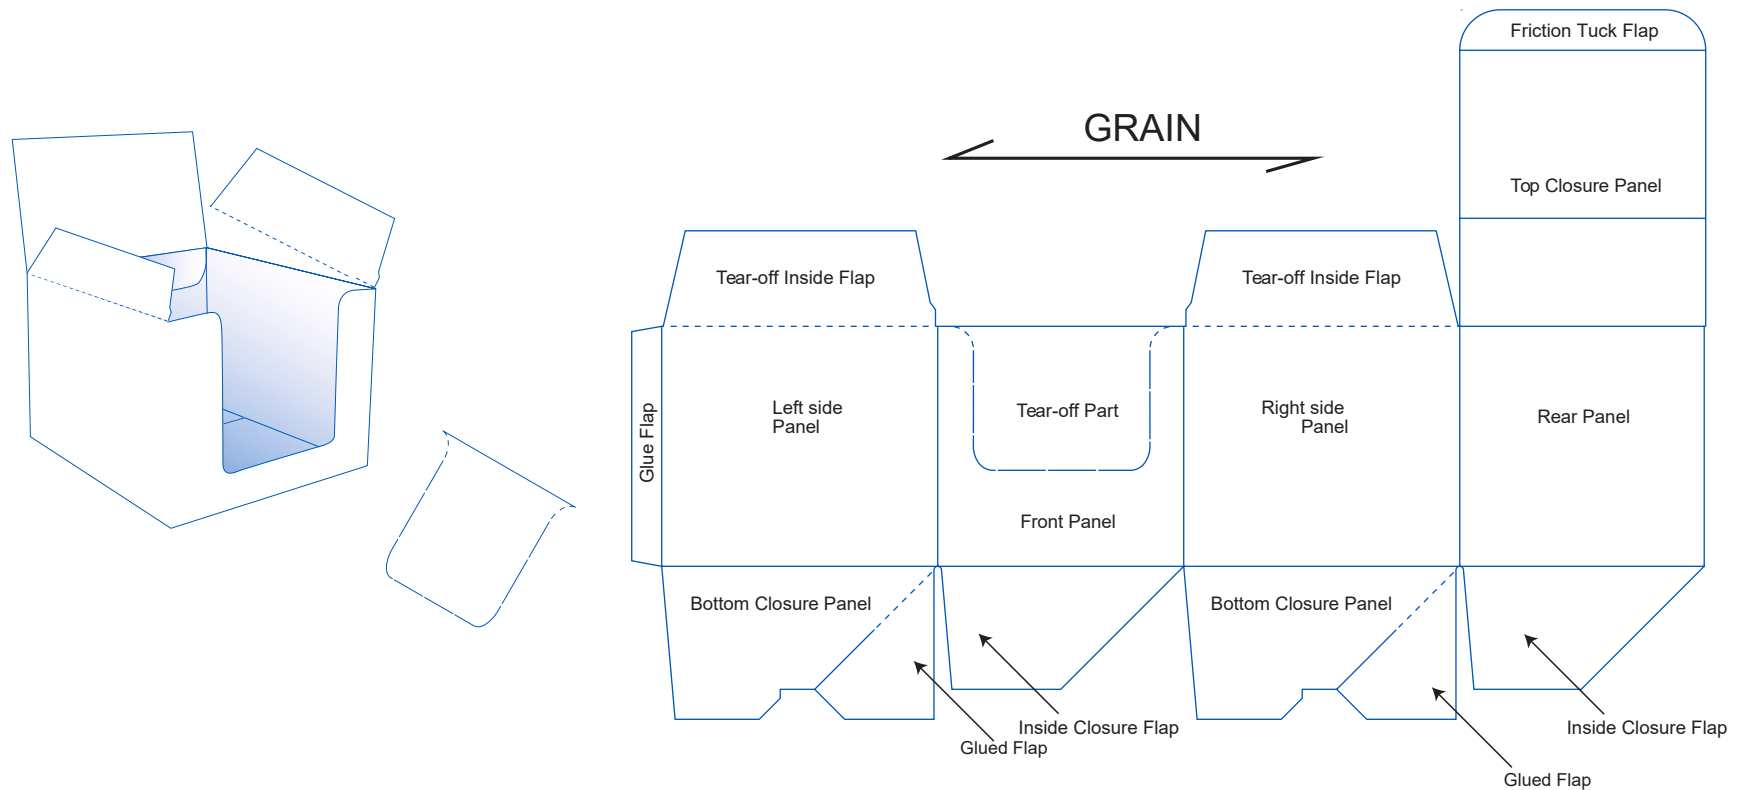 Friction Tuck Flap
GRAIN
Top Closure Panel
Tear-off Inside Flap
Tear-off Inside Flap
Glue Flap
Left side
Panel
Tear-off Part
Right side
Panel
Rear Panel
Front Panel
Bottom Closure Panel
Bottom Closure Panel
Inside Closure Flap
Glued Flap
Inside Closure Flap
Glued Flap